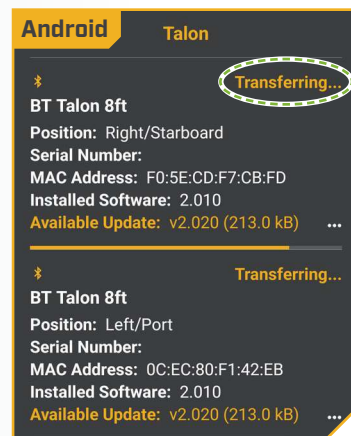 Android
Talon
Transferring...
BT Talon 8ft
Position: Right/Starboard
Serial Number:
MAC Address: F0:5E:CD:F7:CB:FD
Installed Software: 2.010
Available Update: v2.020 (213.0 kB) ...
Transferring...
BT Talon 8ft
Position: Left/Port
Serial Number:
MAC Address: 0C:EC:80:F1:42:EB
Installed Software: 2.010
Available Update: v2.020 (213.0 kB) ...